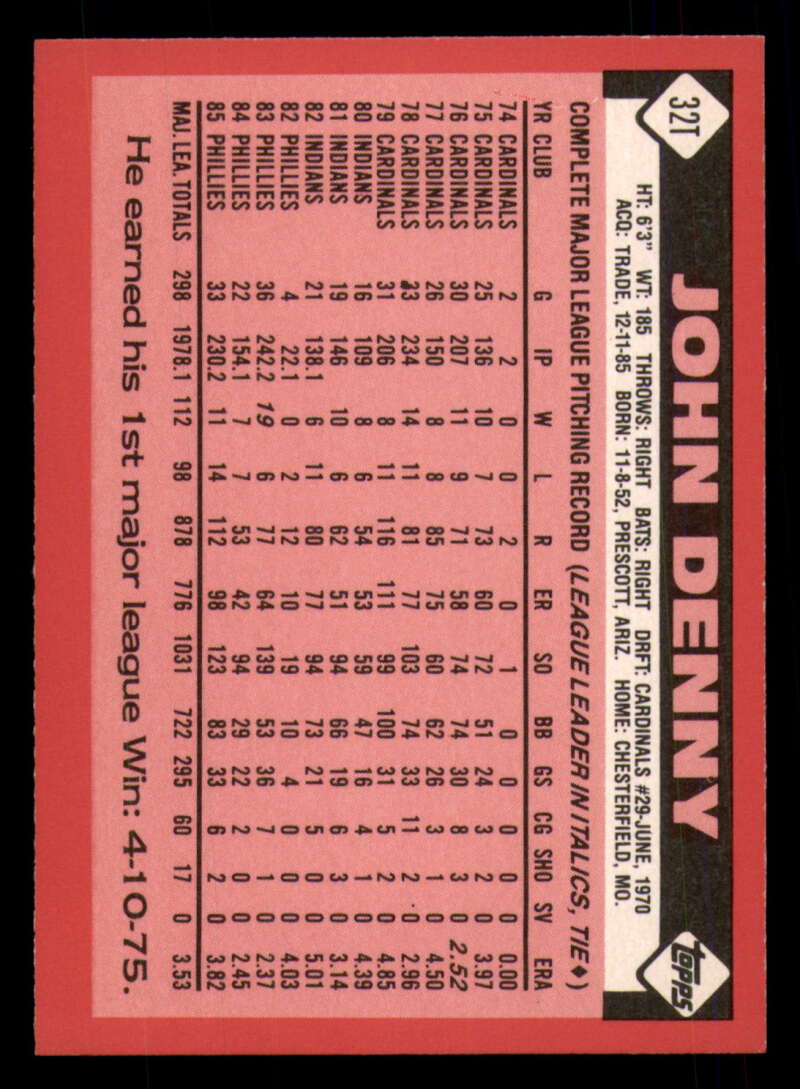 32T
JOHN DENNY
topps
HT: 6'3" WT: 185 THROWS: RIGHT BATS: RIGHT DRFT: CARDINALS #29-JUNE, 1970
ACQ: TRADE, 12-11-85 BORN: 11-8-52, PRESCOTT, ARIZ. HOME: CHESTERFIELD, MO.
COMPLETE MAJOR LEAGUE PITCHING RECORD (LEAGUE LEADER IN ITALICS, TIE♦)
YR CLUB G IP W L R ER SO BB GS CG SHO SV ERA
74 CARDINALS 2 2 0 0 2 0 1 0 0 0 0 0 0.00
75 CARDINALS 25 136 10 7 73 60 72 51 24 3 2 0 3.97
76 CARDINALS 30 207 11 9 71 58 74 74 30 8 3 0 2.52
77 CARDINALS 26 150 8 8 85 75 60 62 26 3 1 0 4.50
78 CARDINALS 33 234 14 11 81 77 103 74 33 11 2 0 2.96
79 CARDINALS 31 206 8 11 116 111 99 100 31 5 2 0 4.85
80 INDIANS 16 109 8 6 54 53 59 47 16 4 1 0 4.39
81 INDIANS 19 146 10 6 62 51 94 66 19 6 3 0 3.14
82 INDIANS 21 138.1 6 11 80 77 94 73 21 5 0 0 5.01
82 PHILLIES 4 22.1 0 2 12 10 19 10 4 0 0 0 4.03
83 PHILLIES 36 242.2 19 6 77 64 139 53 36 7 1 0 2.37
84 PHILLIES 22 154.1 7 7 53 42 94 29 22 2 0 0 2.45
85 PHILLIES 33 230.2 11 14 112 98 123 83 33 6 2 0 3.82
MAJ. LEA. TOTALS 298 1978.1 112 98 878 776 1031 722 295 60 17 0 3.53
He earned his 1st major league Win: 4-10-75.